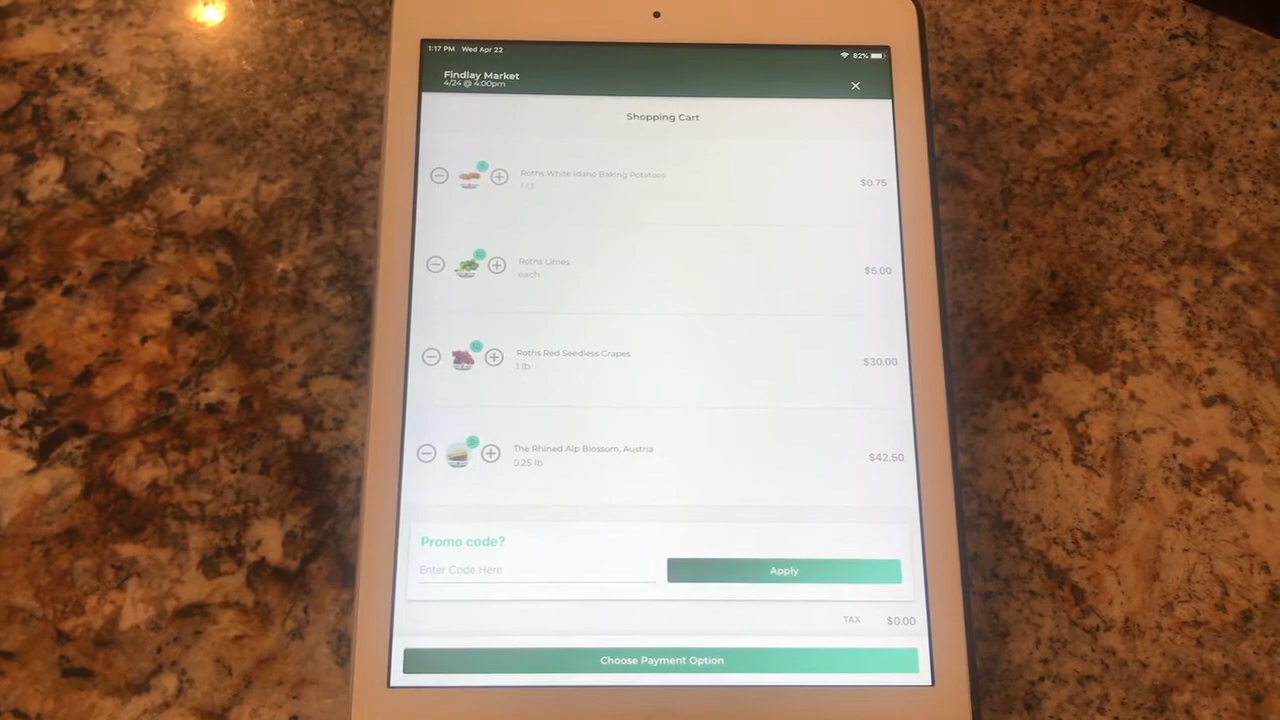 1:17 PM Wed Apr 22
82%
Findlay Market
4/24 @ 4:00pm
Shopping Cart
Roths White Idaho Baking Potatoes
1 ct
$0.75
Roths Limes
each
$5.00
Roths Red Seedless Grapes
1 lb
$30.00
The Rhined Alp Blossom, Austria
0.25 lb
$42.50
Promo code?
Enter Code Here
Apply
TAX $0.00
Choose Payment Option